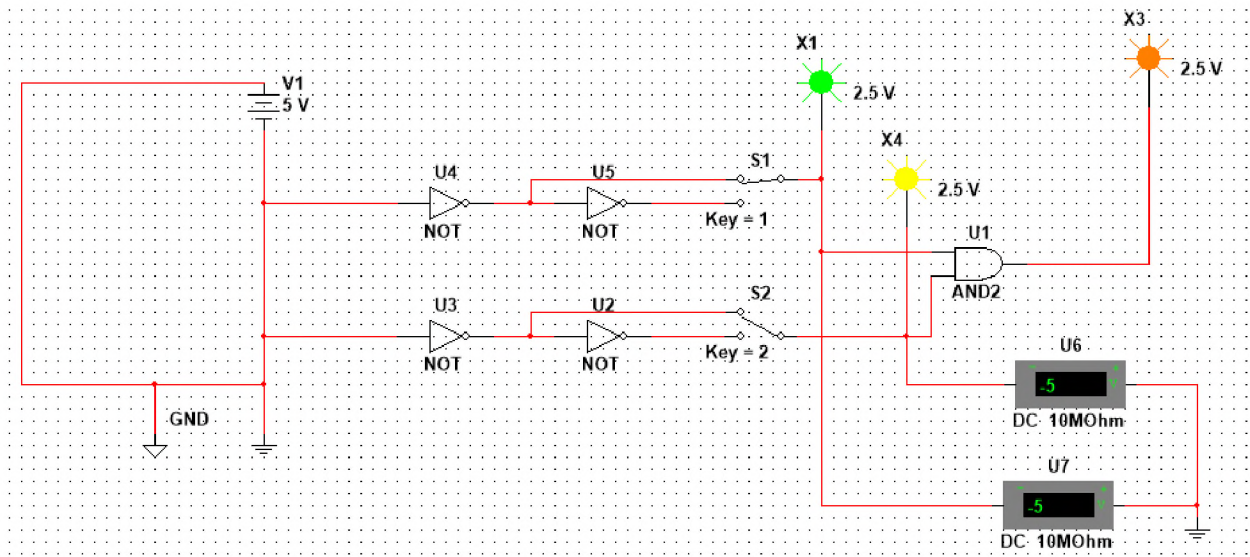 X3
2.5 V
X1
2.5 V
V1
5 V
X4
2.5 V
S1
U4
U5
NOT
NOT
Key = 1
U1
AND2
S2
U3
U2
NOT
NOT
Key = 2
U6
-5
DC 10MOhm
GND
U7
-5
DC 10MOhm